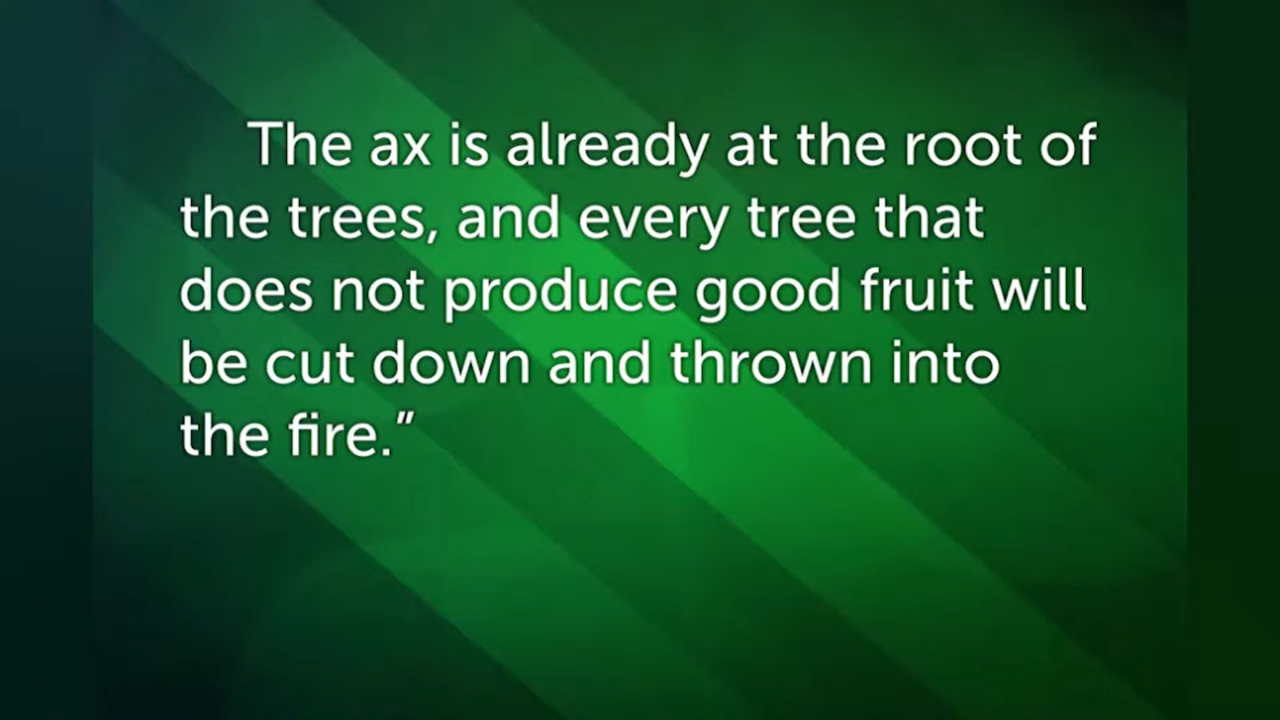 The ax is already at the root of
the trees, and every tree that
does not produce good fruit will
be cut down and thrown into
the fire.”